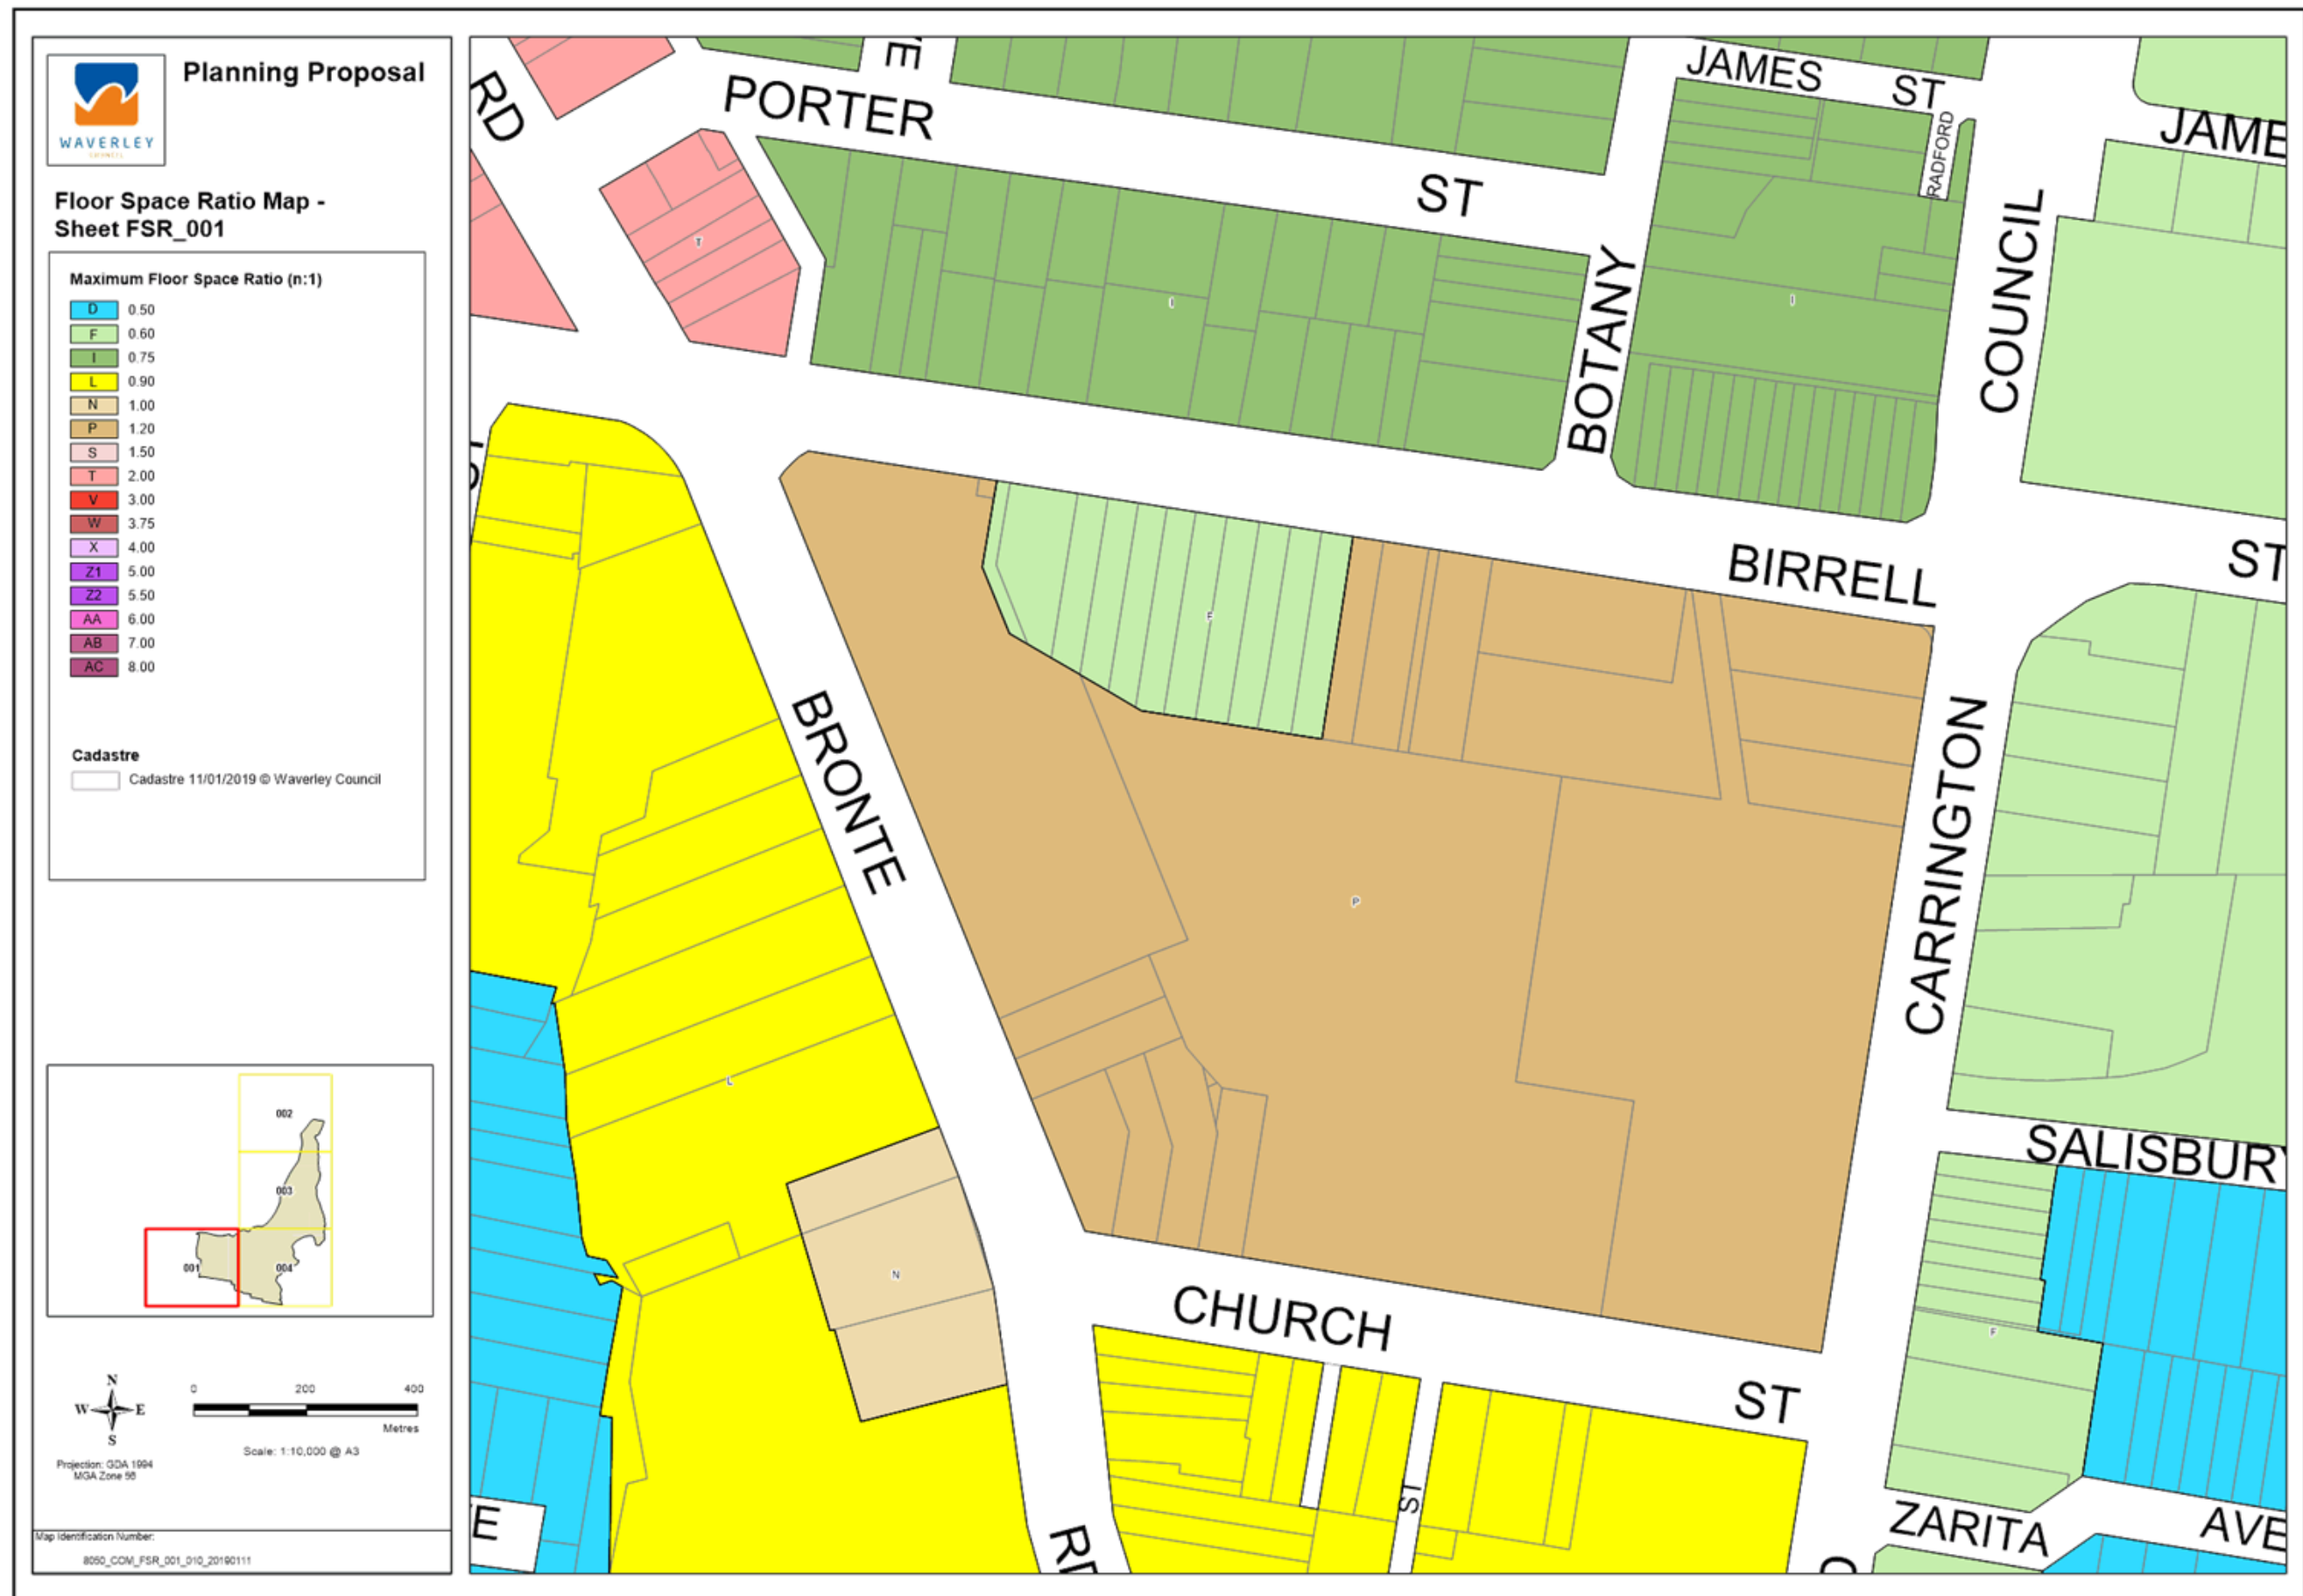 Planning Proposal
WAVERLEY
COUNCIL
Floor Space Ratio Map -
Sheet FSR_001
Maximum Floor Space Ratio (n:1)
D 0.50
F 0.60
I 0.75
L 0.90
N 1.00
P 1.20
S 1.50
T 2.00
V 3.00
W 3.75
X 4.00
Z1 5.00
Z2 5.50
AA 6.00
AB 7.00
AC 8.00
Cadastre
Cadastre 11/01/2019 © Waverley Council
002
003
001
004
N
W E
S
0 200 400
Metres
Scale: 1:10,000 @ A3
Projection: GDA 1994
MGA Zone 56
Map Identification Number:
8050_COM_FSR_001_010_20190111
RD
PORTER
ST
JAMES ST
RADFORD
JAME
COUNCIL
BOTANY
T
I
I
BIRRELL
ST
F
BRONTE
P
CARRINGTON
L
N
SALISBURY
CHURCH
ST
F
ST
ZARITA
AVE
E
RD